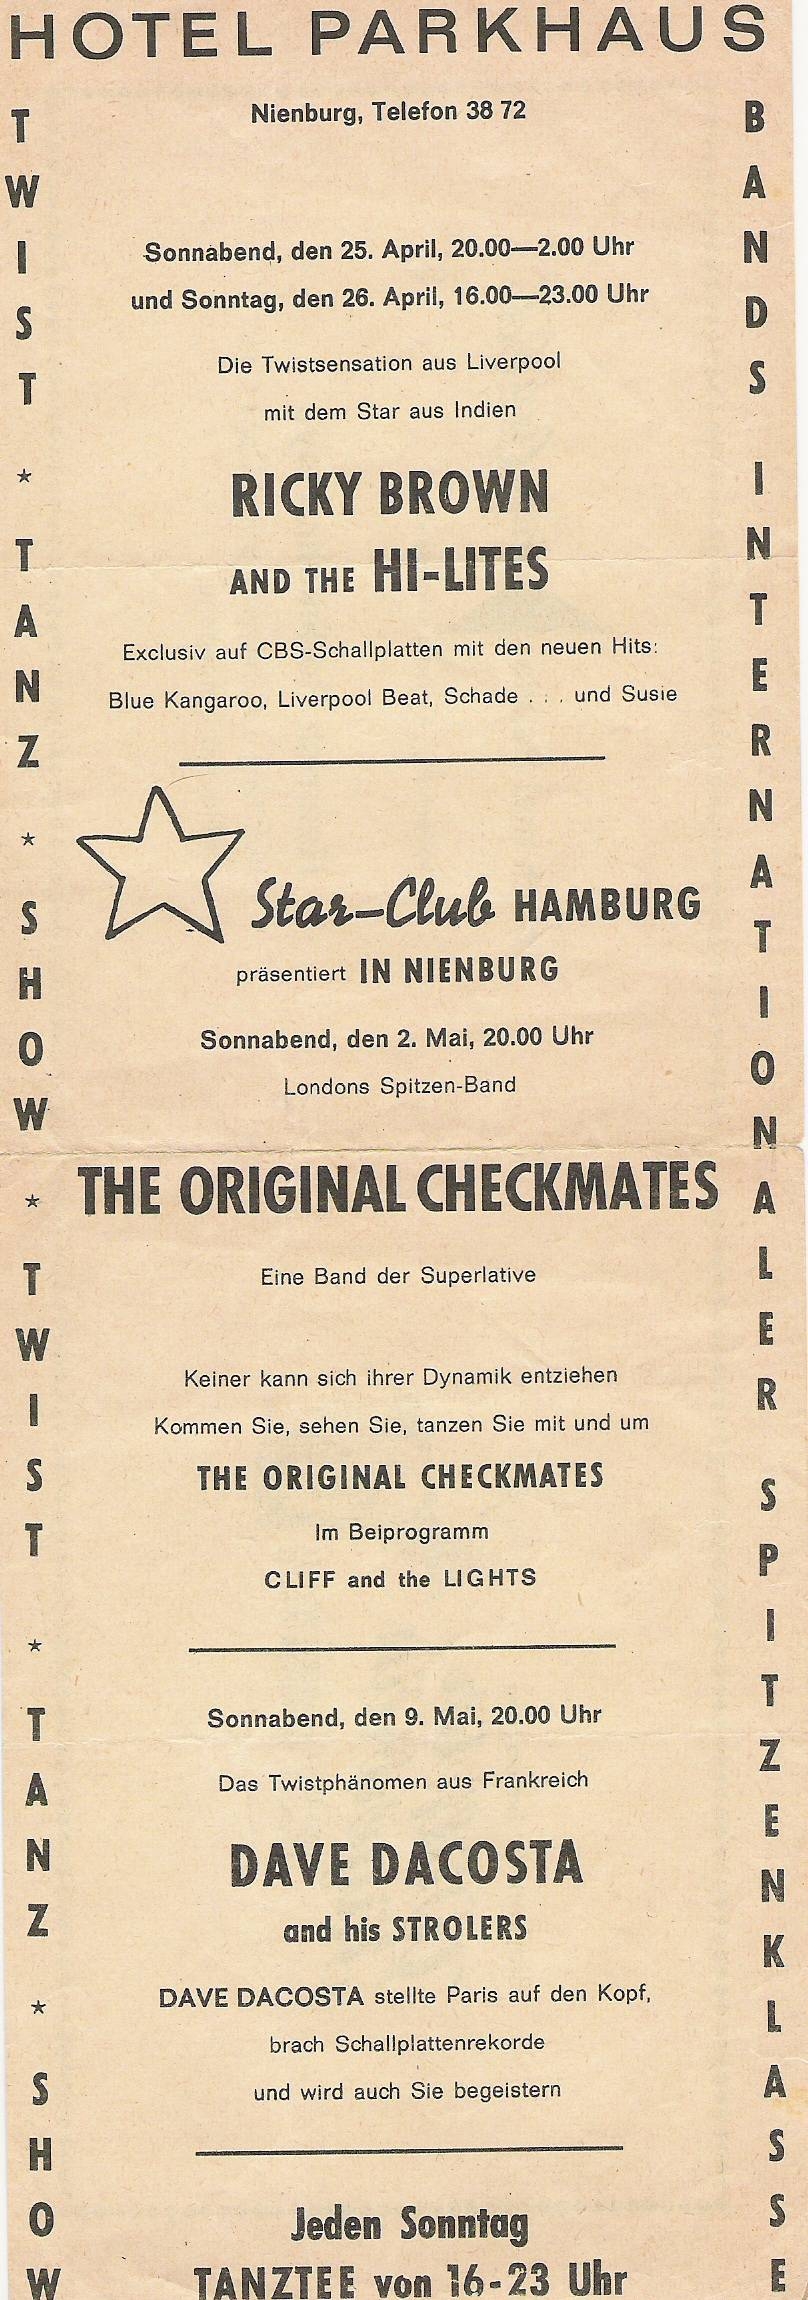 HOTEL PARKHAUS
Nienburg, Telefon 38 72
Sonnabend, den 25. April, 20.00—2.00 Uhr
und Sonntag, den 26. April, 16.00—23.00 Uhr
Die Twistsensation aus Liverpool
mit dem Star aus Indien
RICKY BROWN
AND THE HI-LITES
Exclusiv auf CBS-Schallplatten mit den neuen Hits:
Blue Kangaroo, Liverpool Beat, Schade . . . und Susie
Star-Club HAMBURG
präsentiert IN NIENBURG
Sonnabend, den 2. Mai, 20.00 Uhr
Londons Spitzen-Band
THE ORIGINAL CHECKMATES
Eine Band der Superlative
Keiner kann sich ihrer Dynamik entziehen
Kommen Sie, sehen Sie, tanzen Sie mit und um
THE ORIGINAL CHECKMATES
Im Beiprogramm
CLIFF and the LIGHTS
Sonnabend, den 9. Mai, 20.00 Uhr
Das Twistphänomen aus Frankreich
DAVE DACOSTA
and his STROLERS
DAVE DACOSTA stellte Paris auf den Kopf,
brach Schallplattenrekorde
und wird auch Sie begeistern
Jeden Sonntag
TANZTEE von 16-23 Uhr
TWIST * TANZ * SHOW * TWIST * TANZ * SHOW
BANDS INTERNATIONALER SPITZENKLASSE